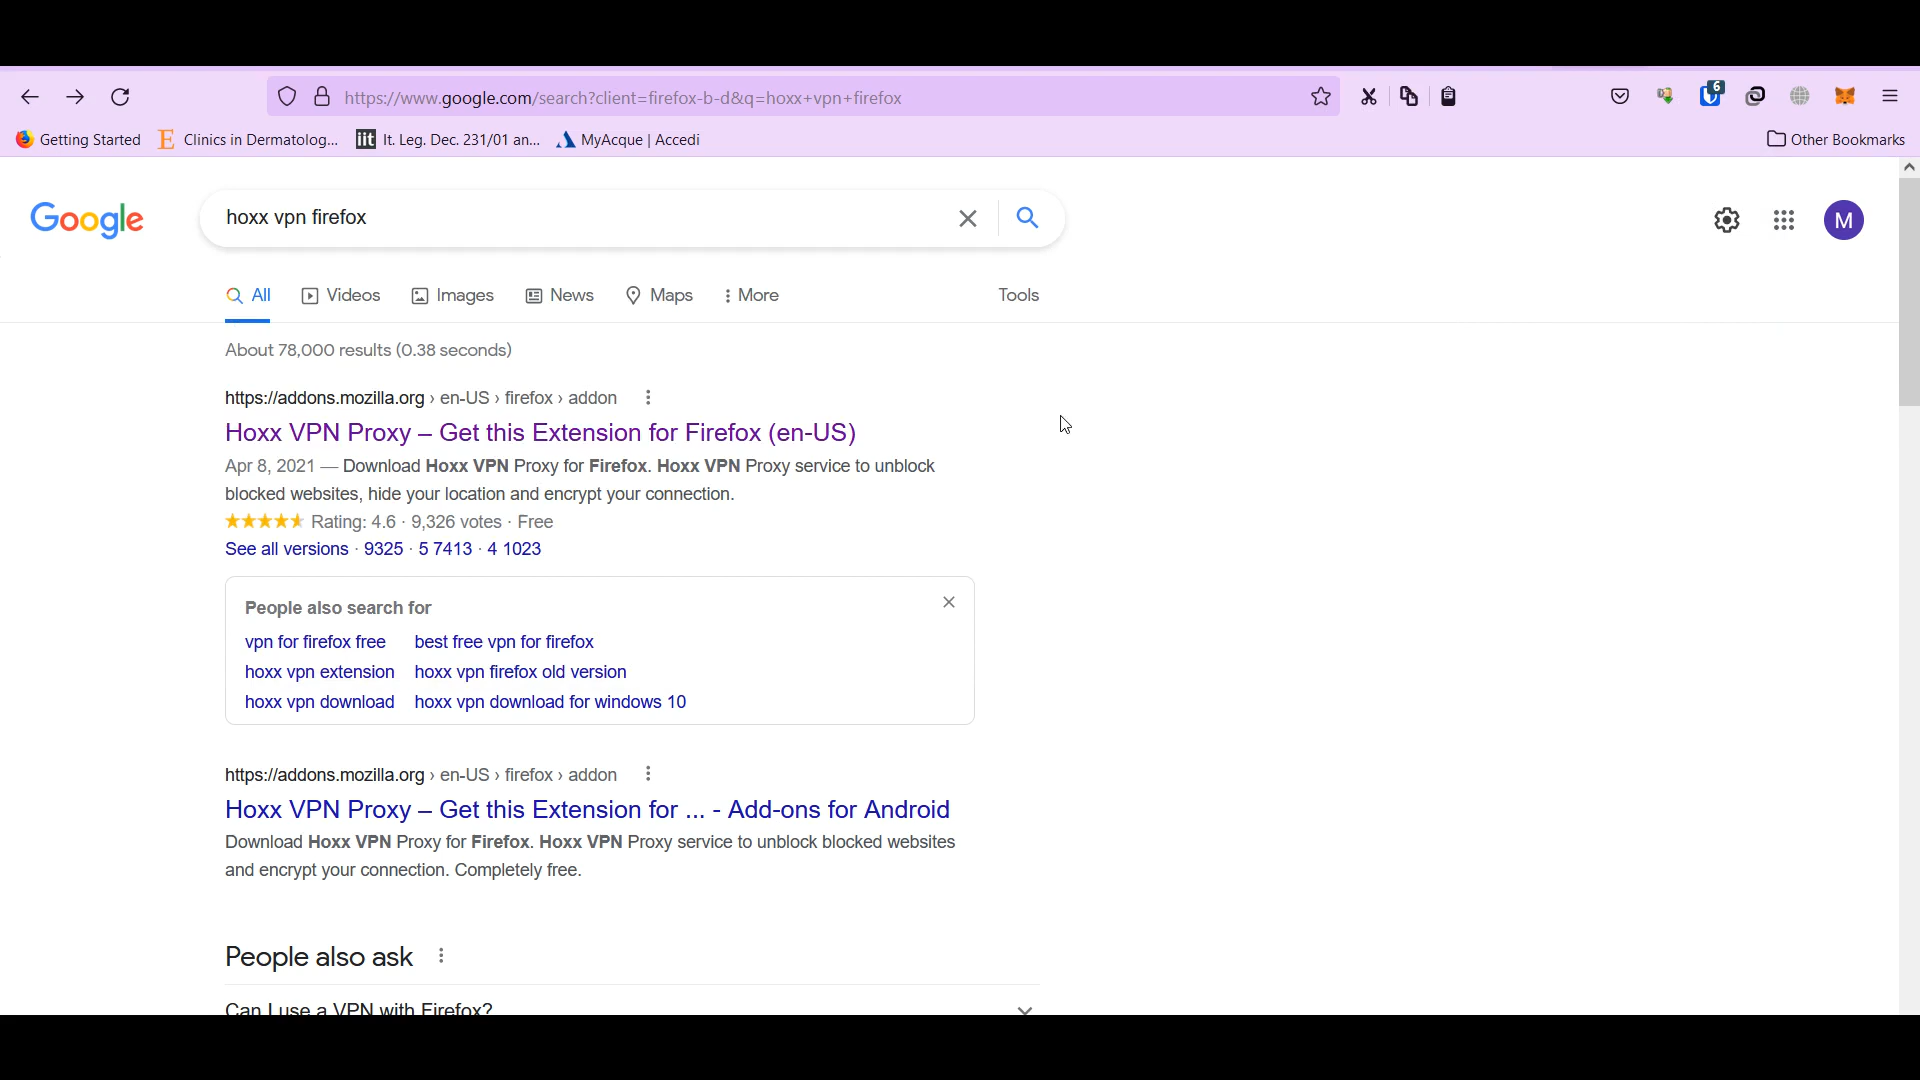 https://www.google.com/search?client=firefox-b-d&q=hoxx+vpn+firefox
6
Getting Started
Clinics in Dermatolog...
iit It. Leg. Dec. 231/01 an...
MyAcque | Accedi
Other Bookmarks
Google
hoxx vpn firefox
M
All Videos Images News Maps More Tools
About 78,000 results (0.38 seconds)
https://addons.mozilla.org › en-US › firefox › addon
Hoxx VPN Proxy – Get this Extension for Firefox (en-US)
Apr 8, 2021 — Download Hoxx VPN Proxy for Firefox. Hoxx VPN Proxy service to unblock
blocked websites, hide your location and encrypt your connection.
Rating: 4.6 · 9,326 votes · Free
See all versions · 9325 · 5 7413 · 4 1023
People also search for
vpn for firefox free best free vpn for firefox
hoxx vpn extension hoxx vpn firefox old version
hoxx vpn download hoxx vpn download for windows 10
https://addons.mozilla.org › en-US › firefox › addon
Hoxx VPN Proxy – Get this Extension for ... - Add-ons for Android
Download Hoxx VPN Proxy for Firefox. Hoxx VPN Proxy service to unblock blocked websites
and encrypt your connection. Completely free.
People also ask
Can I use a VPN with Firefox?